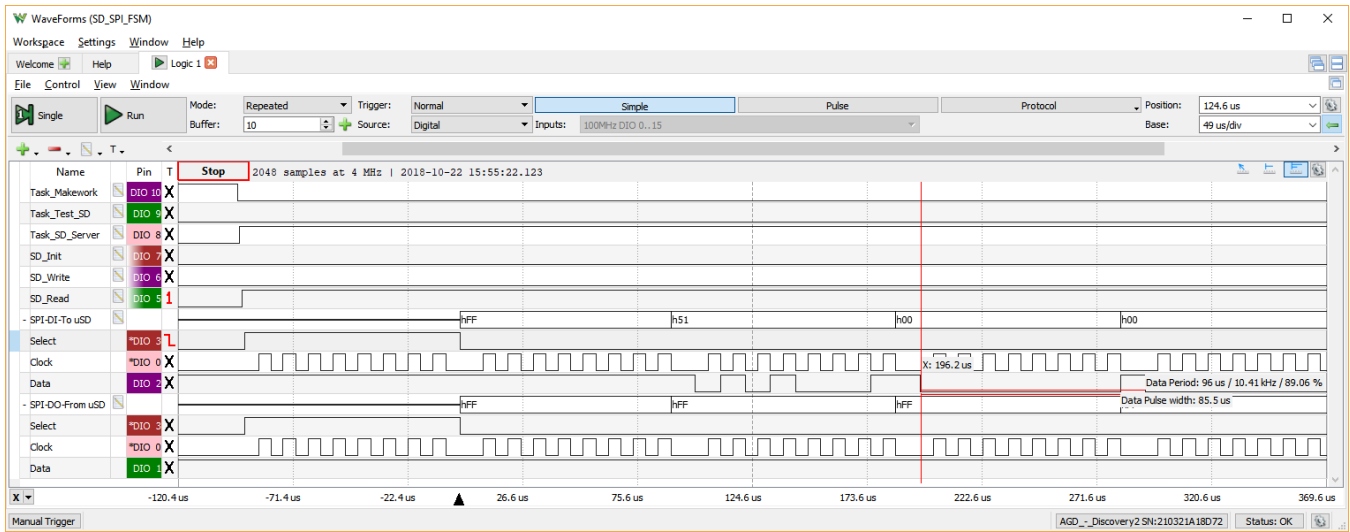 WaveForms (SD_SPI_FSM)
Workspace Settings Window Help
Welcome Help Logic 1
File Control View Window
Single Run Mode: Repeated Trigger: Normal Simple Pulse Protocol Position: 124.6 us
Buffer: 10 Source: Digital Inputs: 100MHz DIO 0..15 Base: 49 us/div
T
Name Pin T Stop 2048 samples at 4 MHz | 2018-10-22 15:55:22.123
Task_Makework DIO 10 X
Task_Test_SD DIO 9 X
Task_SD_Server DIO 8 X
SD_Init DIO 7 X
SD_Write DIO 6 X
SD_Read DIO 5 1
- SPI-DI-To uSD hFF h51 h00 h00
Select *DIO 3
Clock *DIO 0 X X: 196.2 us
Data DIO 2 X Data Period: 96 us / 10.41 kHz / 89.06 %
- SPI-DO-From uSD hFF hFF hFF Data Pulse width: 85.5 us
Select *DIO 3 X
Clock *DIO 0 X
Data DIO 1 X
X -120.4 us -71.4 us -22.4 us 26.6 us 75.6 us 124.6 us 173.6 us 222.6 us 271.6 us 320.6 us 369.6 us
Manual Trigger AGD_-_Discovery2 SN:210321A18D72 Status: OK